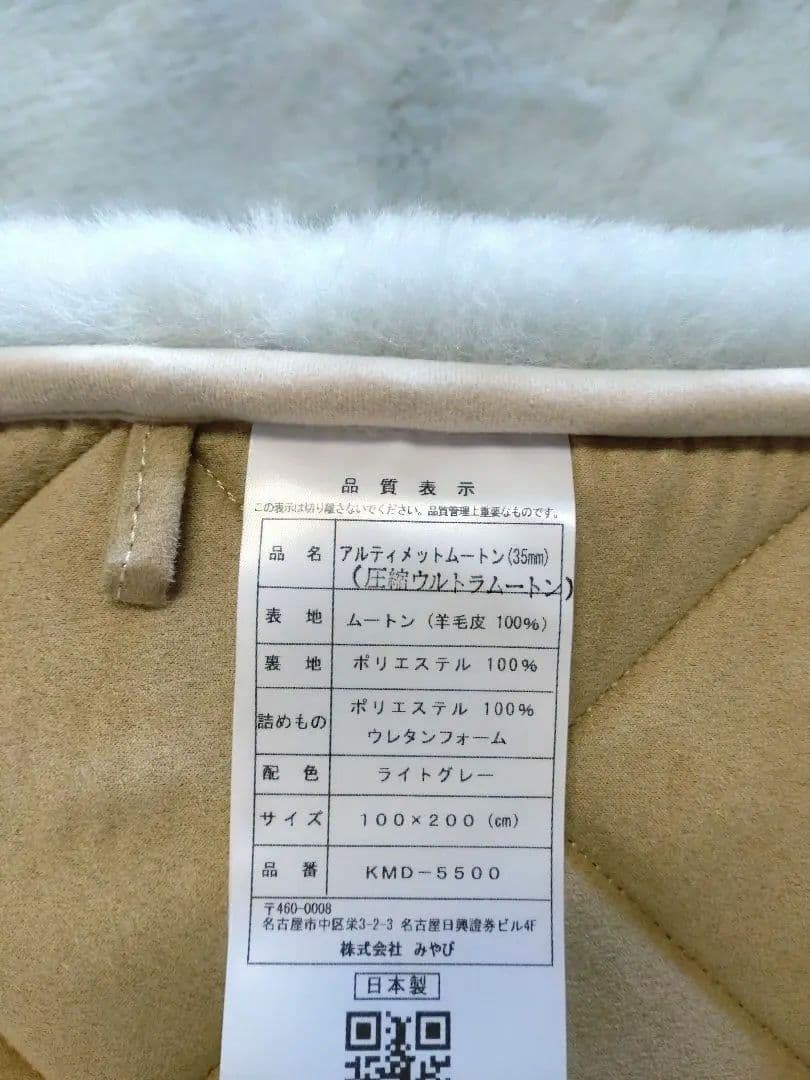 品質表示
この表示は切り離さないでください。品質管理上重要なものです。
品名 アルティメットムートン(35mm)
(圧縮ウルトラムートン)
表地 ムートン (羊毛皮 100%)
裏地 ポリエステル 100%
詰めもの ポリエステル 100%
ウレタンフォーム
配色 ライトグレー
サイズ 100×200 (cm)
品番 KMD-5500
〒460-0008
名古屋市中区栄3-2-3 名古屋日興證券ビル4F
株式会社 みやび
日本製